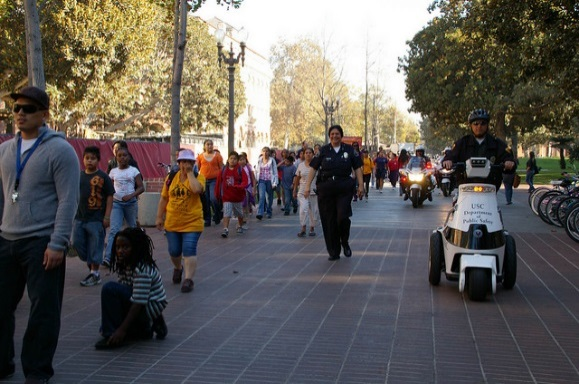 USC
Department
of
Public Safety